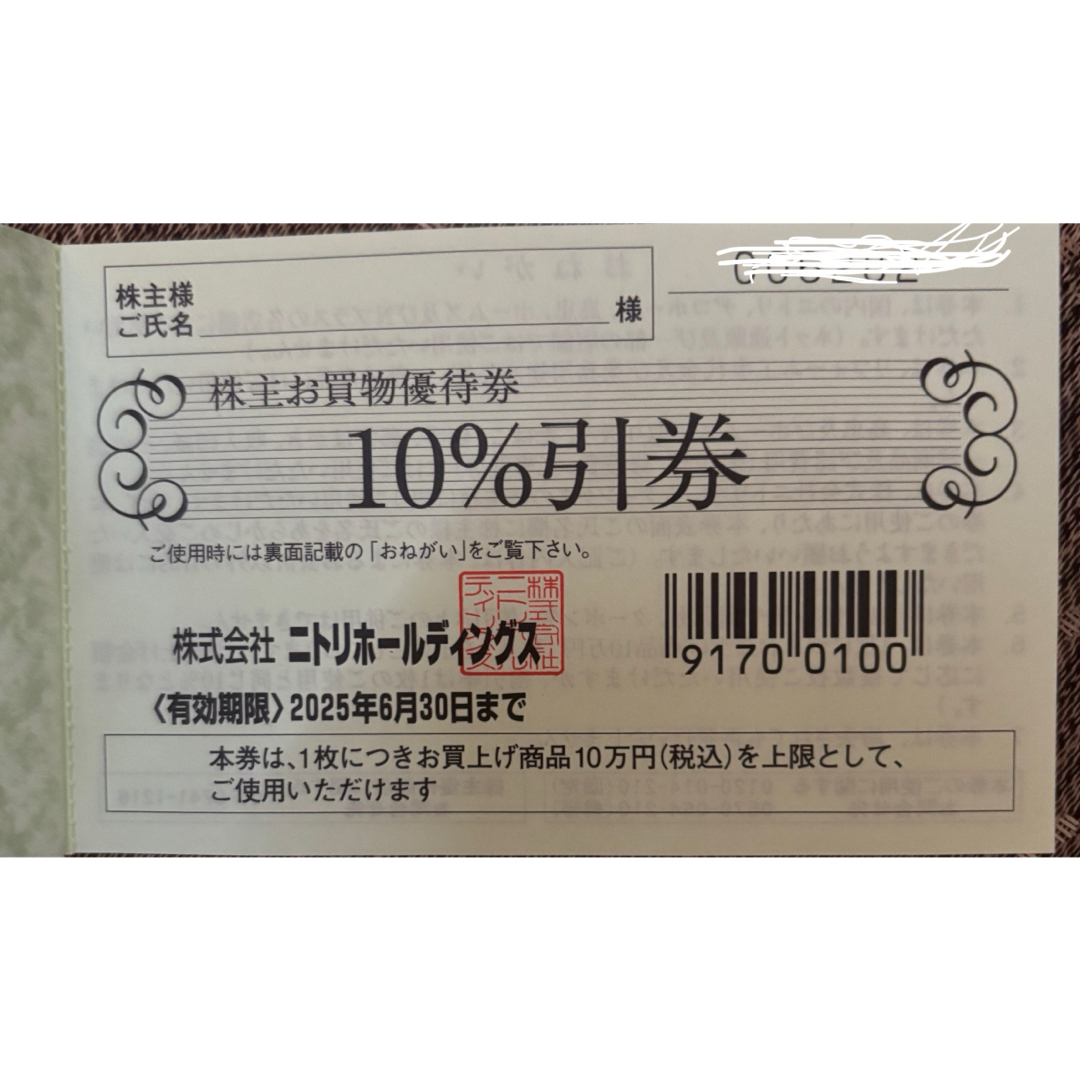 株主様
ご氏名
様
株主お買物優待券
10%引券
ご使用時には裏面記載の「おねがい」をご覧下さい。
株式会社 ニトリホールディングス
9170 0100
〈有効期限〉2025年6月30日まで
本券は、1枚につきお買上げ商品10万円(税込)を上限として、
ご使用いただけます